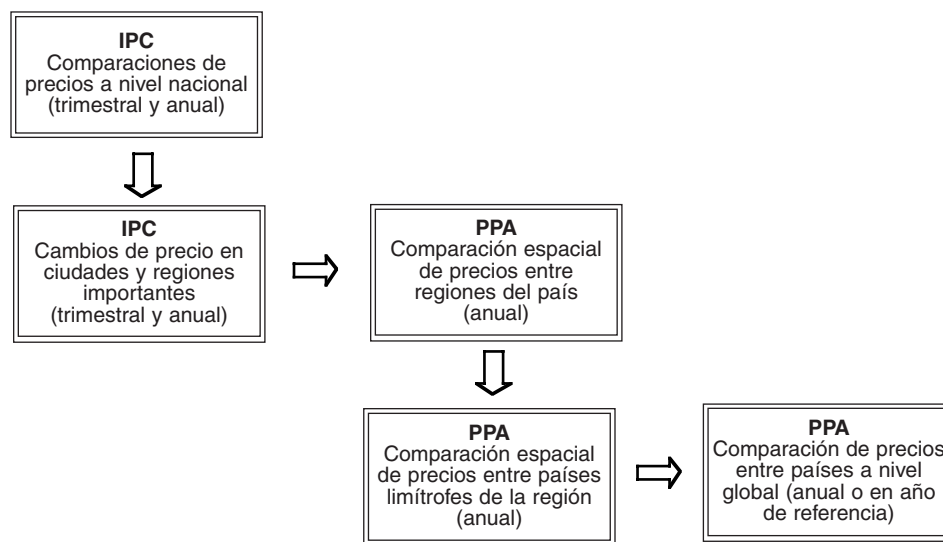 IPC
Comparaciones de
precios a nivel nacional
(trimestral y anual)
IPC
Cambios de precio en
ciudades y regiones
importantes
(trimestral y anual)
PPA
Comparación espacial
de precios entre
regiones del país
(anual)
PPA
Comparación espacial
de precios entre países
limítrofes de la región
(anual)
PPA
Comparación de precios
entre países a nivel
global (anual o en año
de referencia)